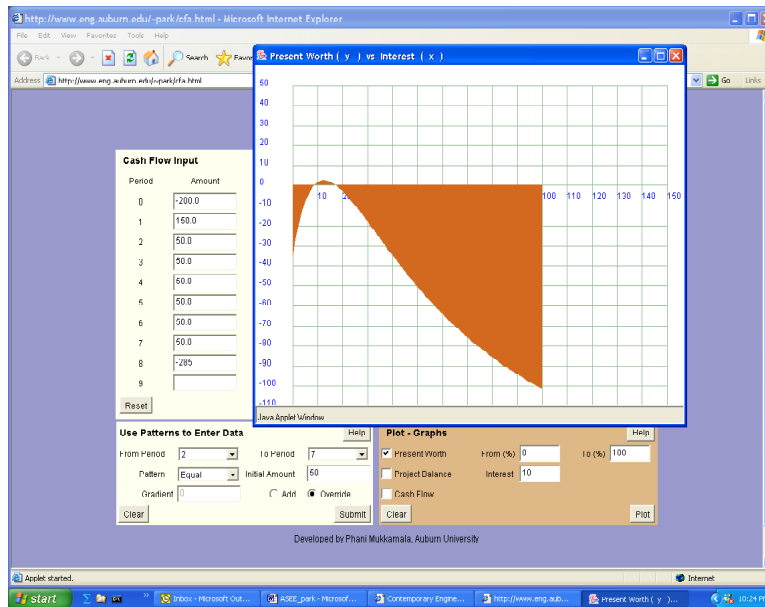 http://www.eng.auburn.edu/~park/cfa.html - Microsoft Internet Explorer
File Edit View Favorites Tools Help
Back Search Favor
Address http://www.eng.auburn.edu/~park/cfa.html Go Links
Present Worth ( y ) vs Interest ( x )
50
40
30
20
10
0
-10
-20
-30
-40
-50
-60
-70
-80
-90
-100
-110
10 100 110 120 130 140 150
Java Applet Window
Cash Flow Input
Period Amount
0 -200.0
1 150.0
2 50.0
3 50.0
4 50.0
5 50.0
6 50.0
7 50.0
8 -285
9
Reset
Use Patterns to Enter Data Help
From Period 2 To Period 7
Pattern Equal Initial Amount 50
Gradient 0 Add Override
Clear Submit
Plot - Graphs Help
Present Worth From (%) 0 To (%) 100
Project Balance Interest 10
Cash Flow
Clear Plot
Developed by Phani Mukkamala, Auburn University
Applet started. Internet
start Inbox - Microsoft Out... ASEE_park - Microsof... Contemporary Engine... http://www.eng.aub... Present Worth ( y )... 10:24 PM